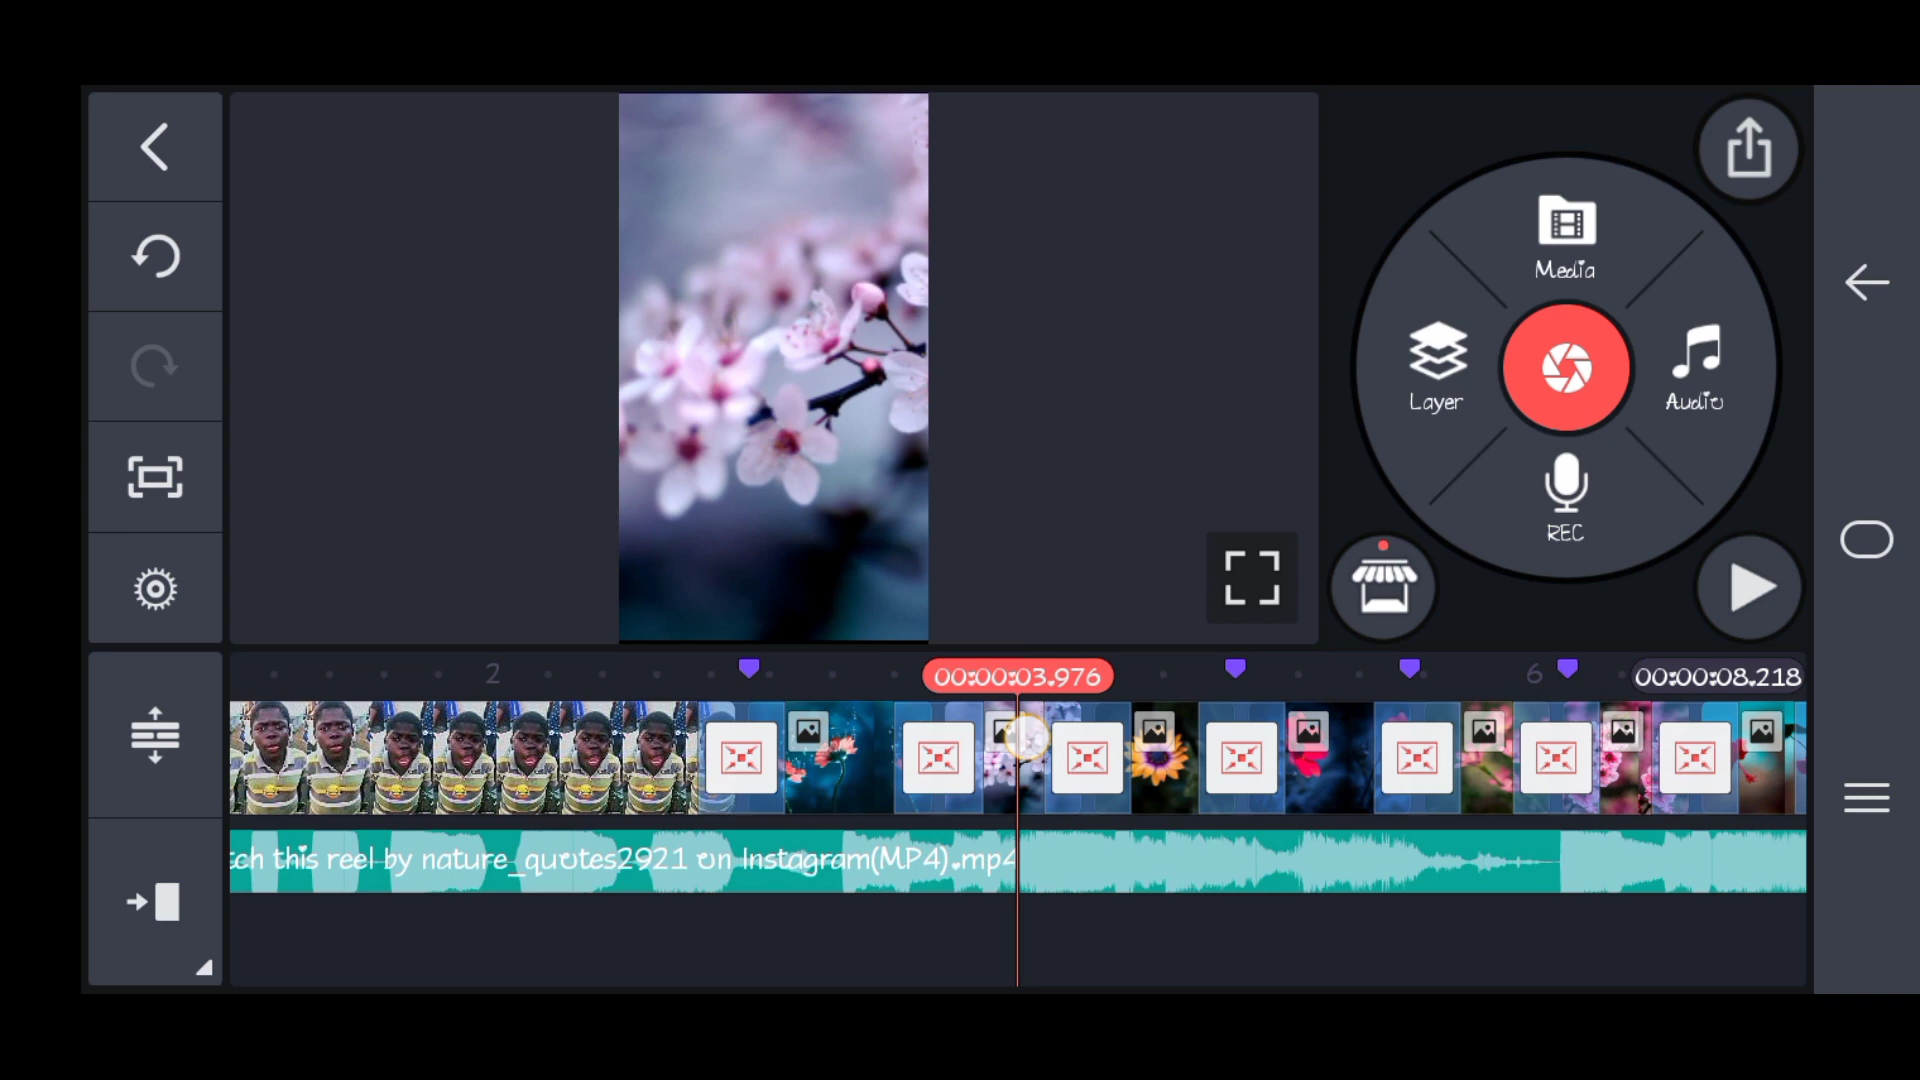 Media
Layer
Audio
REC
2
00:00:03.976
6
00:00:08.218
ch this reel by nature_quotes2921 on Instagram(MP4).mp4